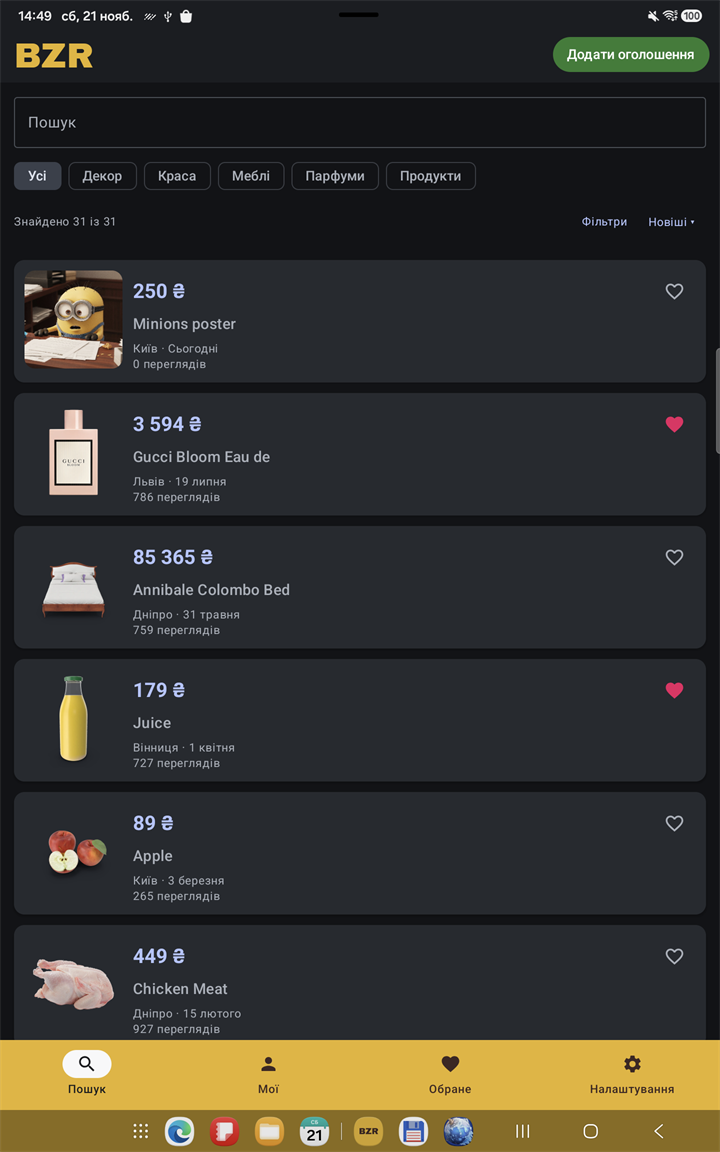 14:49 сб, 21 нояб. 100
BZR
Додати оголошення
Пошук
Усі Декор Краса Меблі Парфуми Продукти
Знайдено 31 із 31 Фільтри Новіші
250 ₴
Minions poster
Київ · Сьогодні
0 переглядів
GUCCI
3 594 ₴
Gucci Bloom Eau de
Львів · 19 липня
786 переглядів
85 365 ₴
Annibale Colombo Bed
Дніпро · 31 травня
759 переглядів
179 ₴
Juice
Вінниця · 1 квітня
727 переглядів
89 ₴
Apple
Київ · 3 березня
265 переглядів
449 ₴
Chicken Meat
Дніпро · 15 лютого
927 переглядів
Пошук Мої Обране Налаштування
СБ
21
BZR